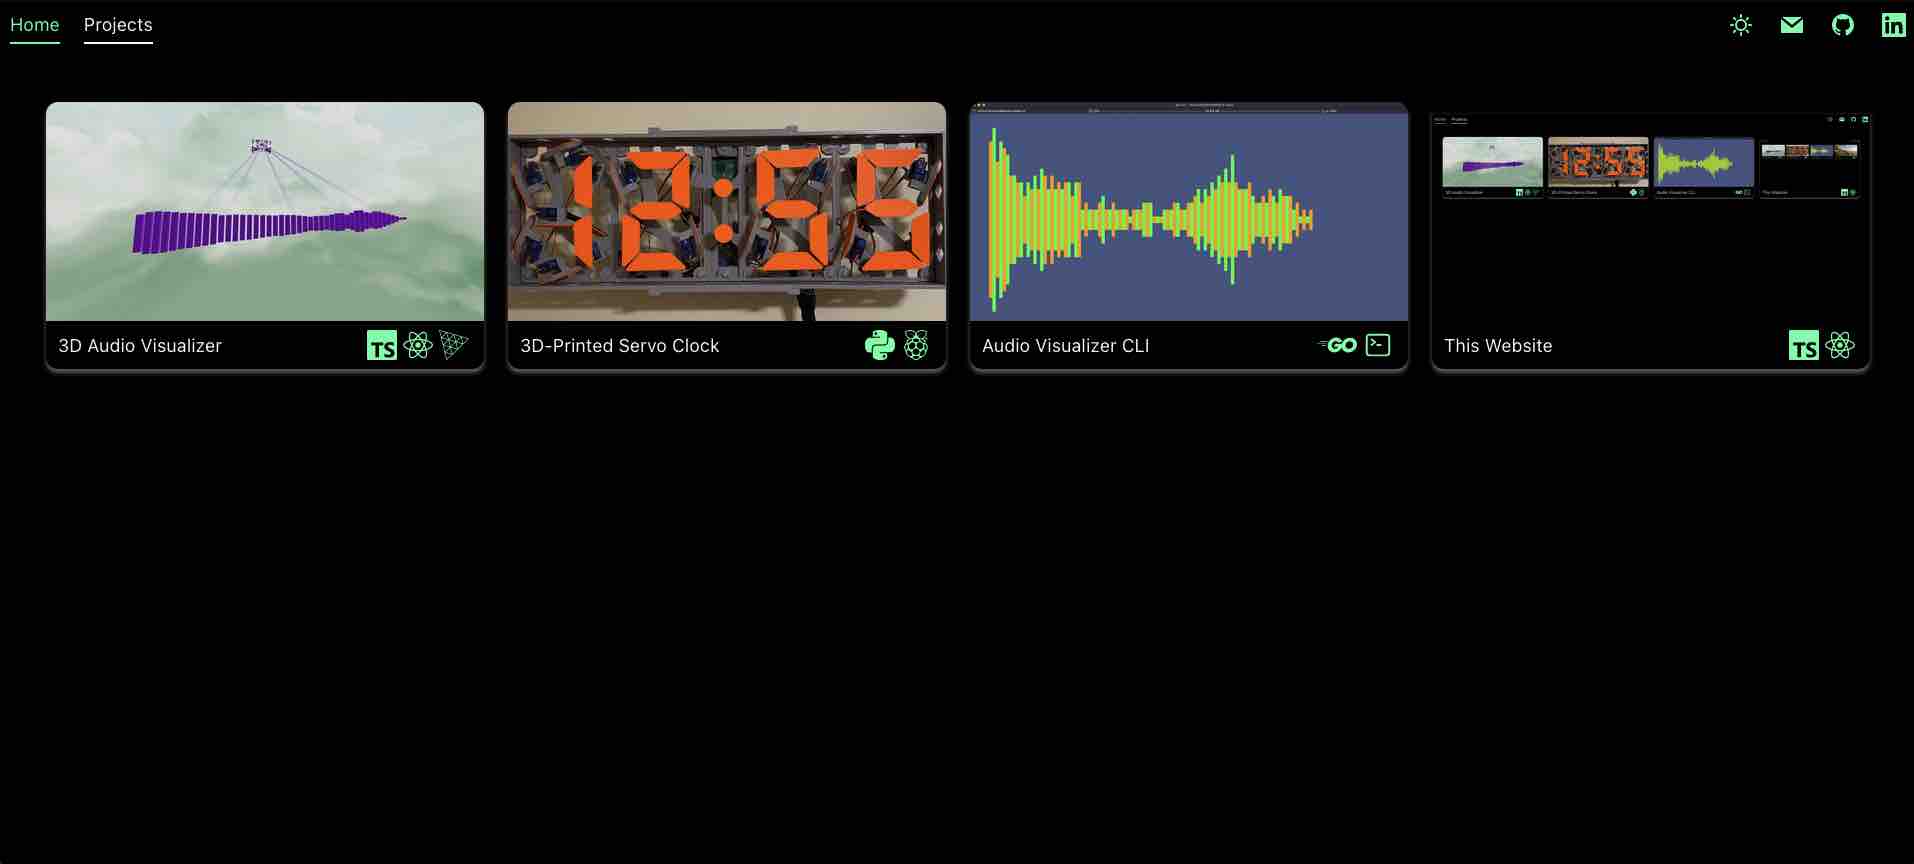 Home Projects
in
12:55
3D Audio Visualizer TS
3D-Printed Servo Clock
Audio Visualizer CLI GO
This Website TS